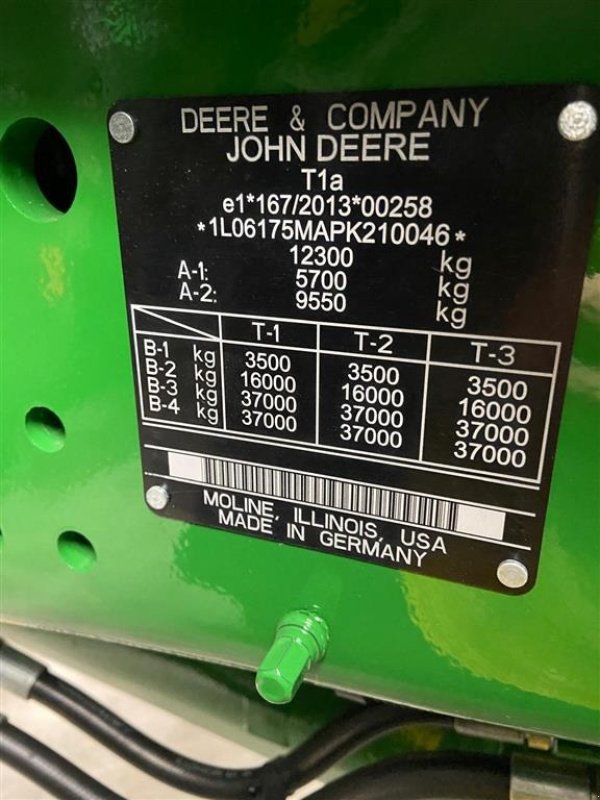 DEERE & COMPANY
JOHN DEERE
T1a
e1*167/2013*00258
*1L06175MAPK210046*
12300 kg
A-1: 5700 kg
A-2: 9550 kg
T-1 T-2 T-3
B-1 kg 3500 3500 3500
B-2 kg 16000 16000 16000
B-3 kg 37000 37000 37000
B-4 kg 37000 37000 37000
MOLINE, ILLINOIS, USA
MADE IN GERMANY